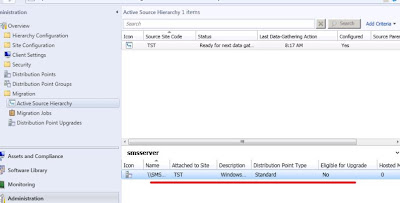 Administration
Overview
Hierarchy Configuration
Site Configuration
Client Settings
Security
Distribution Points
Distribution Point Groups
Migration
Active Source Hierarchy
Migration Jobs
Distribution Point Upgrades
Assets and Compliance
Software Library
Monitoring
Administration
Active Source Hierarchy 1 items
Search
Search
Add Criteria
Icon Source Site Code Status Last Data-Gathering Action Configured Source Paren
TST Ready for next data gat... 8:17 AM Yes
smsserver
Icon Name Attached to Site Description Distribution Point Type Eligible for Upgrade Hosted M
\\SMS... TST Windows... Standard No 0